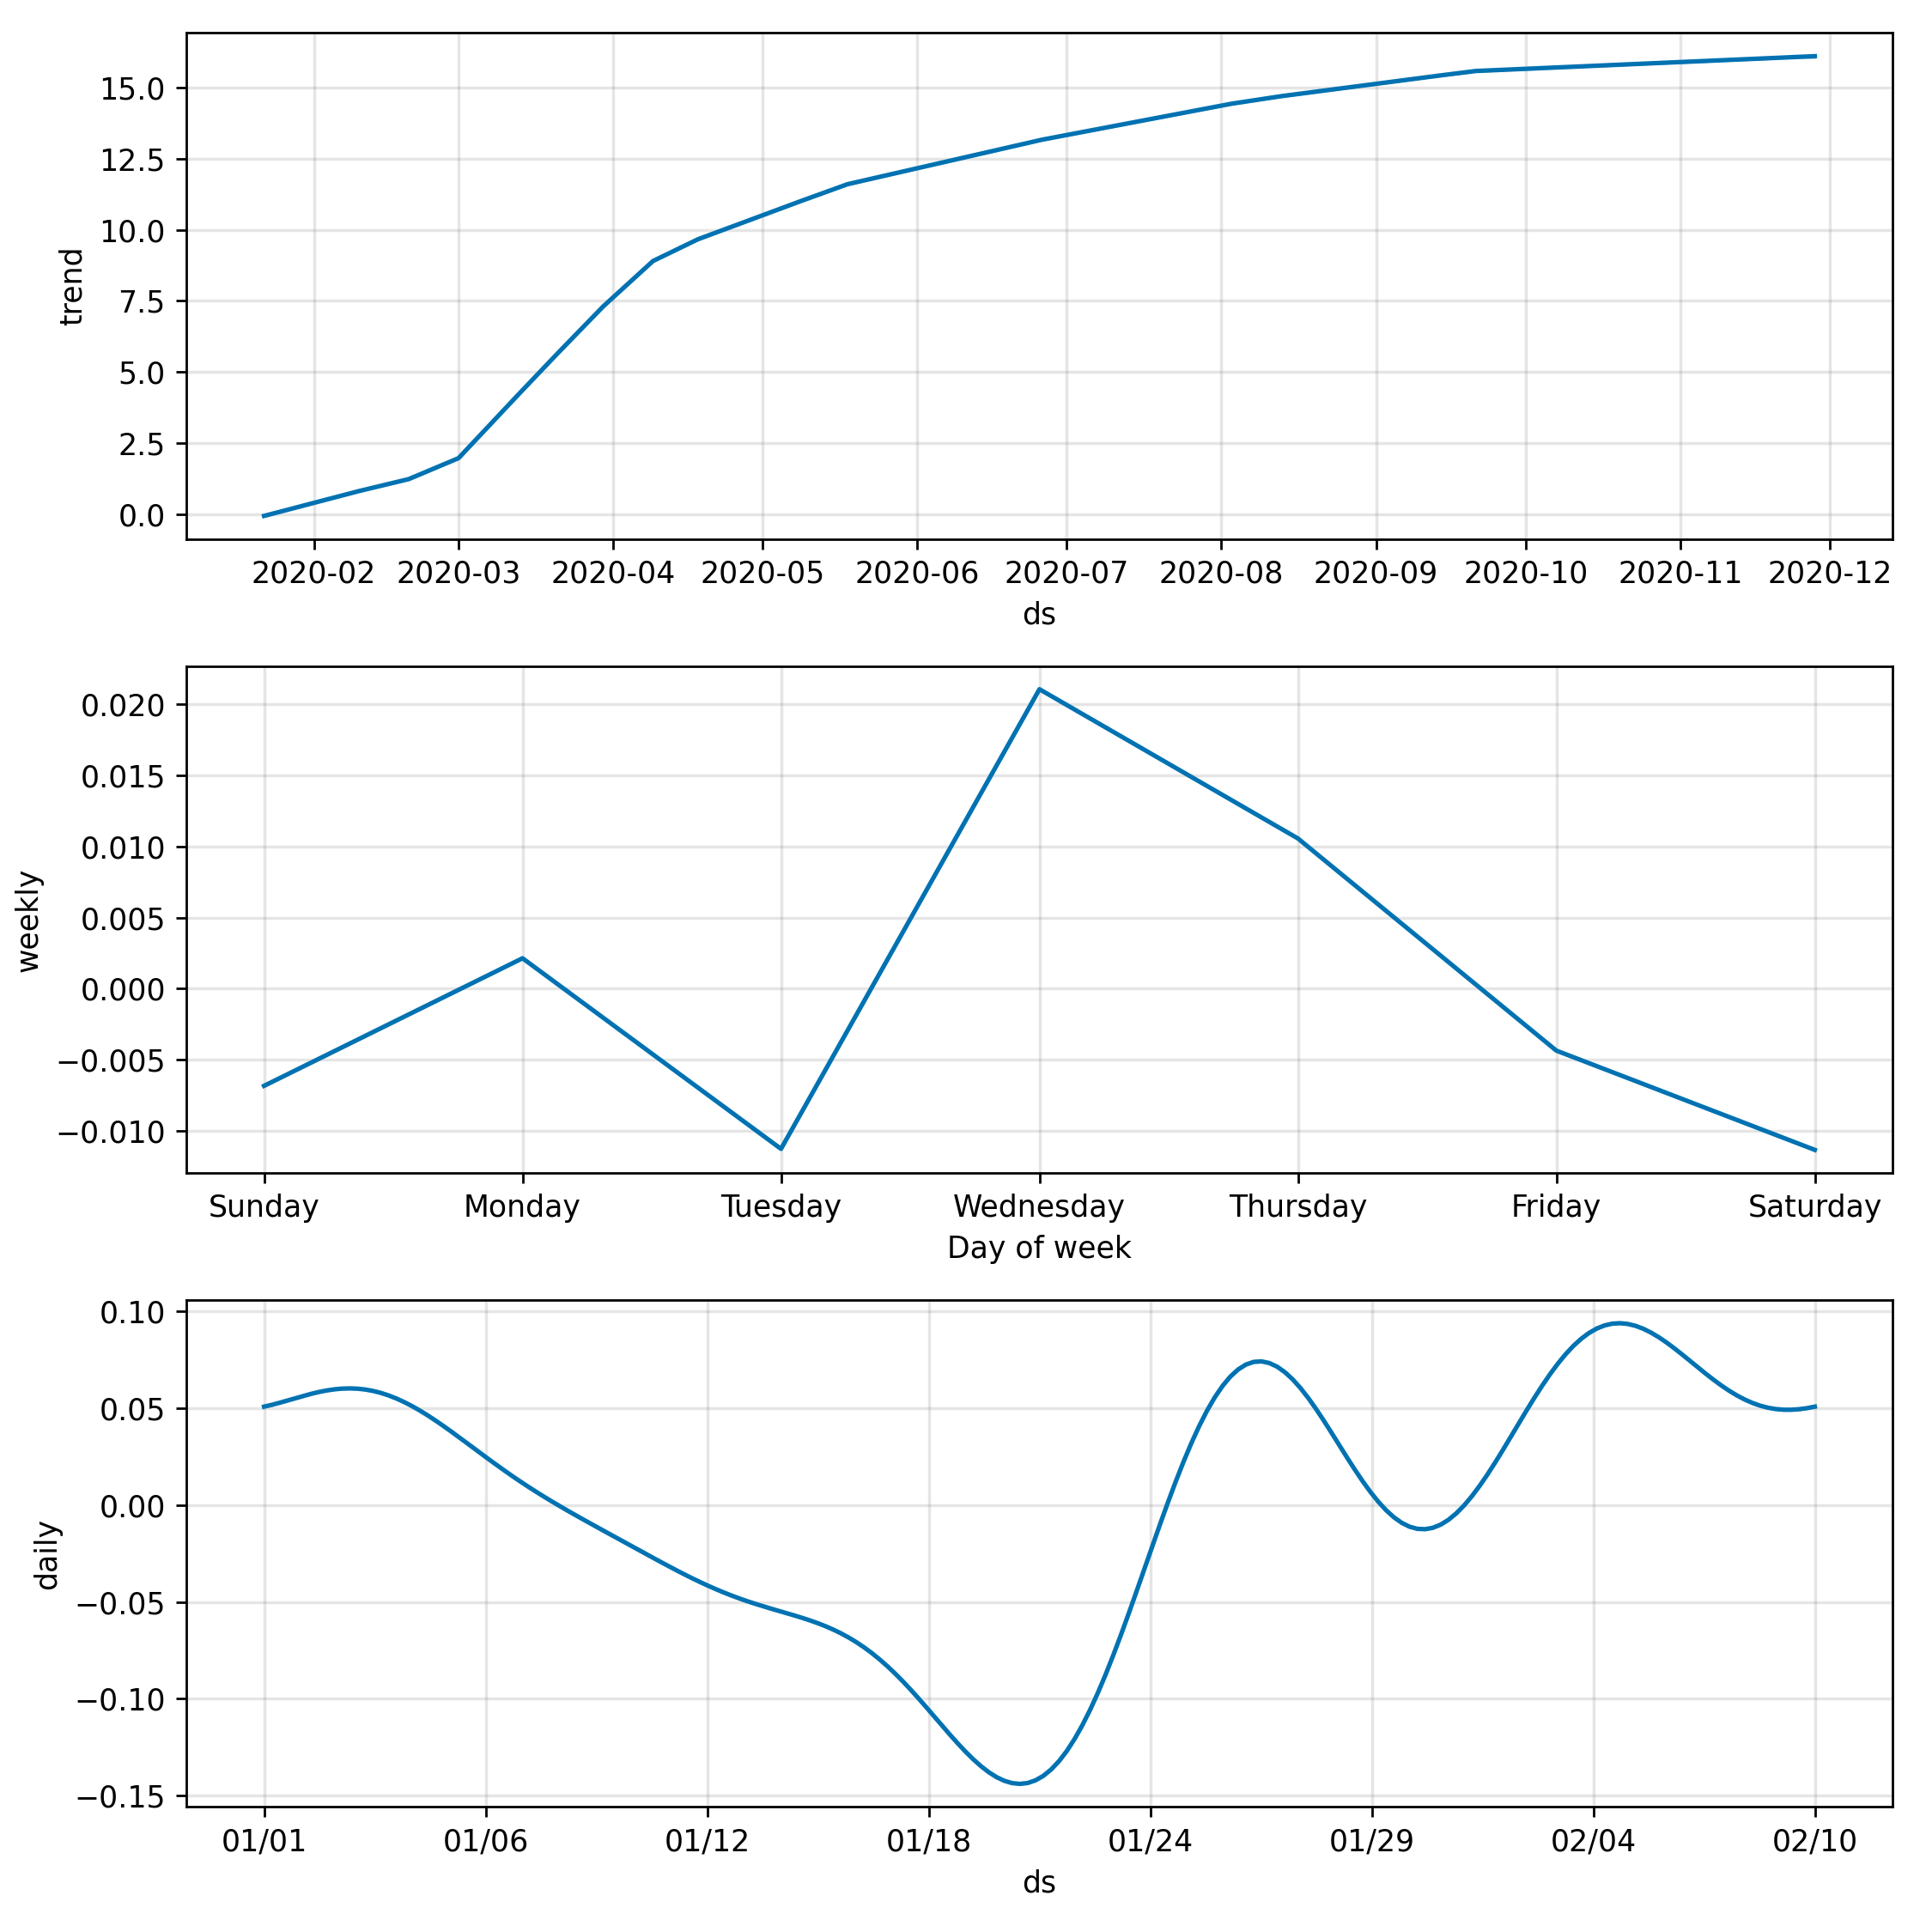 15.0
12.5
10.0
7.5
5.0
2.5
0.0
trend
2020-02 2020-03 2020-04 2020-05 2020-06 2020-07 2020-08 2020-09 2020-10 2020-11 2020-12
ds
0.020
0.015
0.010
0.005
0.000
−0.005
−0.010
weekly
Sunday Monday Tuesday Wednesday Thursday Friday Saturday
Day of week
0.10
0.05
0.00
−0.05
−0.10
−0.15
daily
01/01 01/06 01/12 01/18 01/24 01/29 02/04 02/10
ds